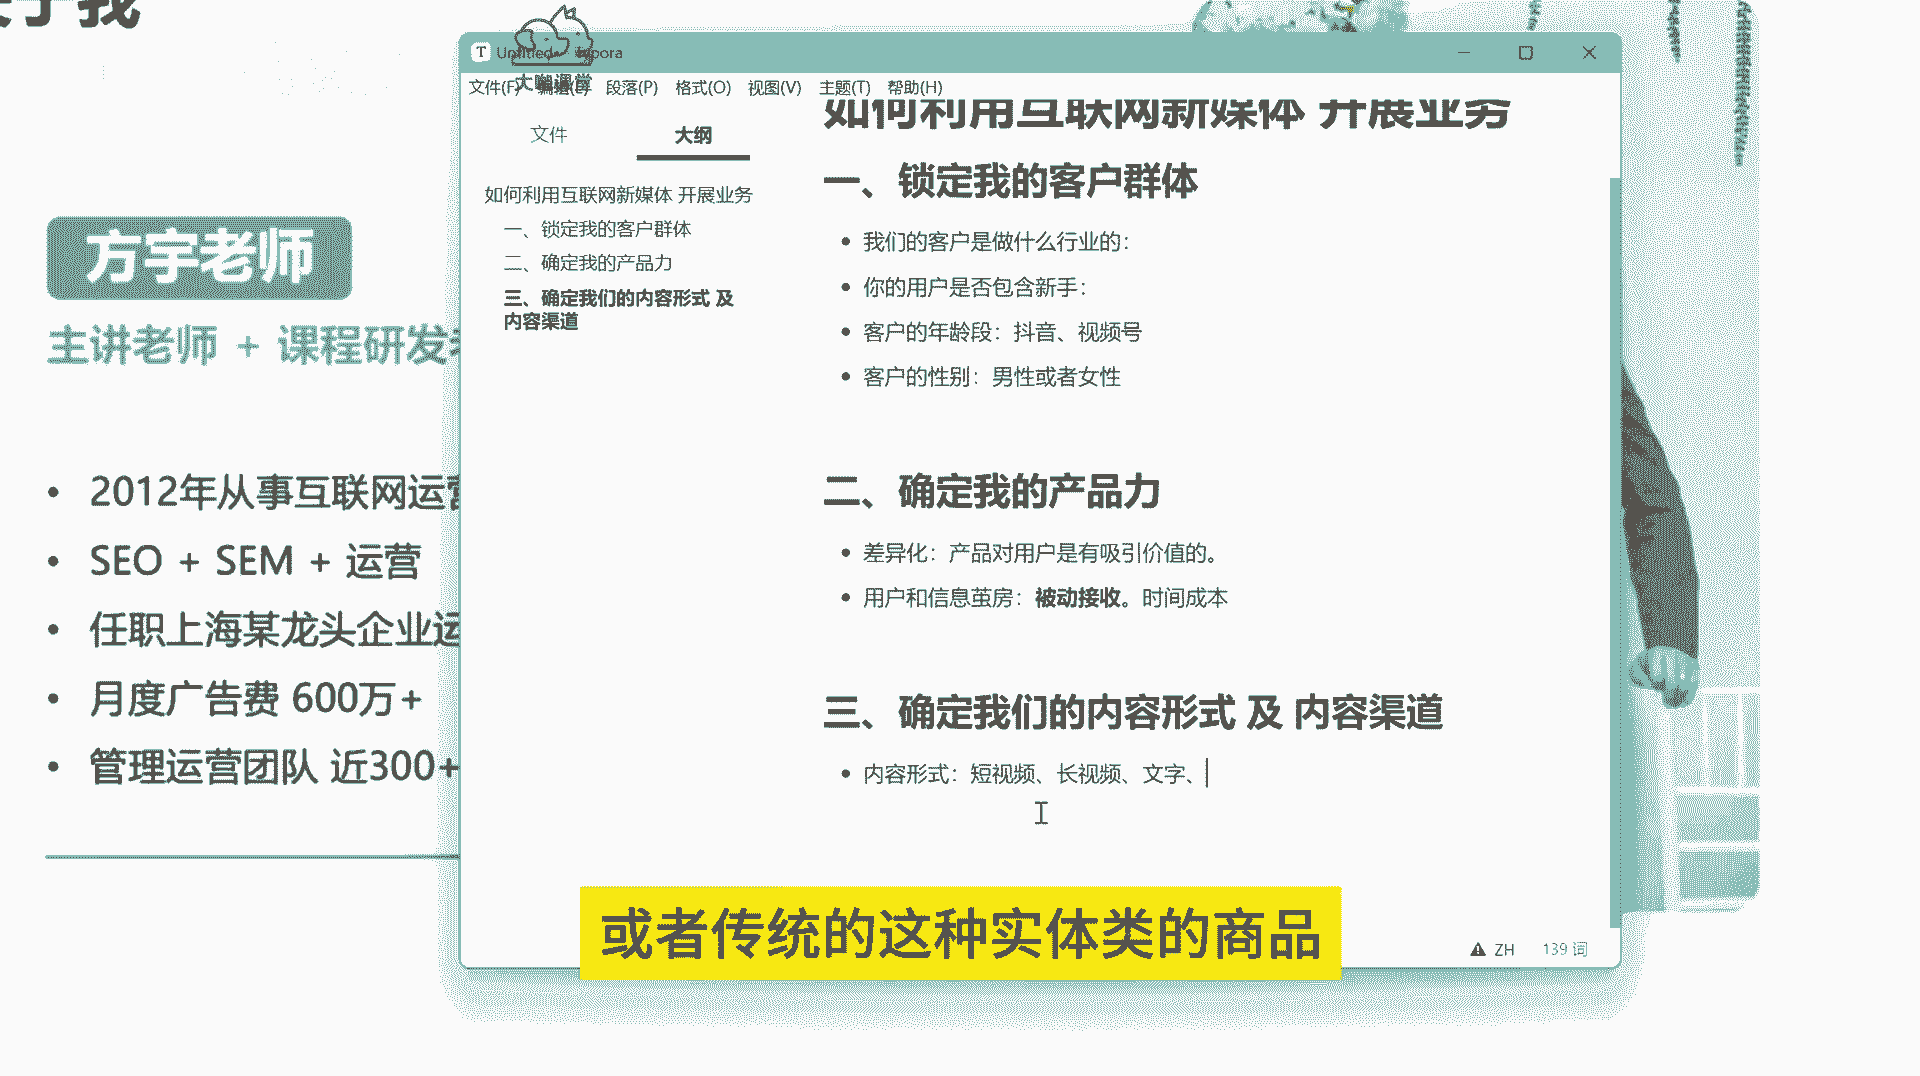 方宇老师
主讲老师 + 课程研发
2012年从事互联网运营
SEO + SEM + 运营
任职上海某龙头企业运
月度广告费 600万+
管理运营团队 近300+
大咖课堂
文件(F) 编辑(E) 段落(P) 格式(O) 视图(V) 主题(T) 帮助(H)
文件 大纲
如何利用互联网新媒体 开展业务
一、锁定我的客户群体
二、确定我的产品力
三、确定我们的内容形式 及
内容渠道
如何利用互联网新媒体 开展业务
一、锁定我的客户群体
我们的客户是做什么行业的：
你的用户是否包含新手：
客户的年龄段：抖音、视频号
客户的性别：男性或者女性
二、确定我的产品力
差异化：产品对用户是有吸引价值的。
用户和信息茧房：被动接收。时间成本
三、确定我们的内容形式 及 内容渠道
内容形式：短视频、长视频、文字、
或者传统的这种实体类的商品
ZH 139 词